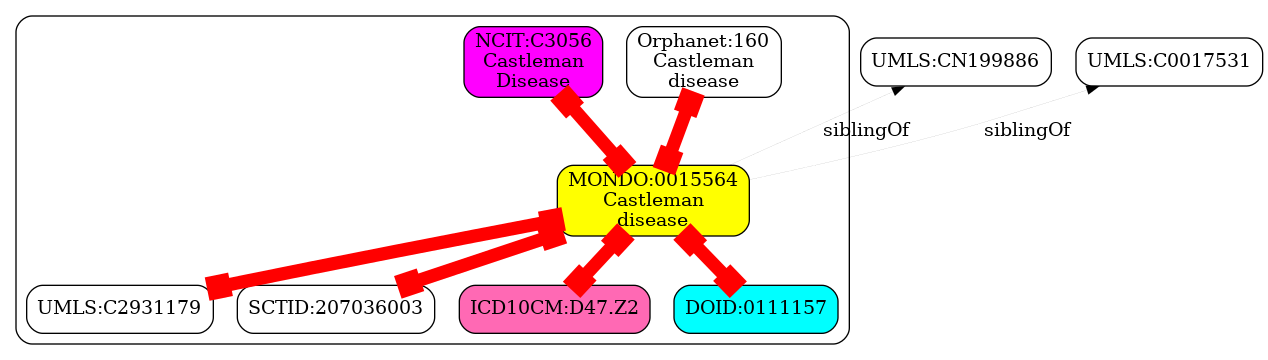 NCIT:C3056
Castleman
Disease
Orphanet:160
Castleman
disease
UMLS:CN199886
UMLS:C0017531
siblingOf
siblingOf
MONDO:0015564
Castleman
disease
UMLS:C2931179
SCTID:207036003
ICD10CM:D47.Z2
DOID:0111157